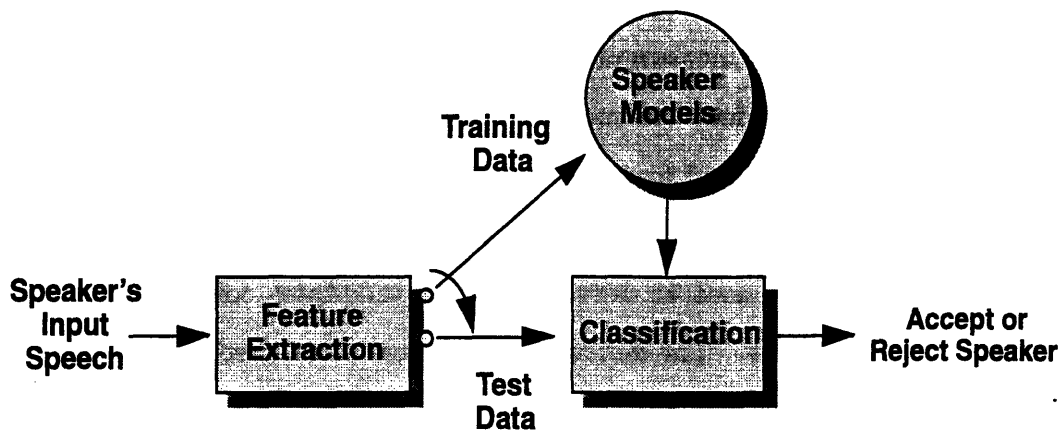 Speaker
Models
Training
Data
Speaker's
Input
Speech
Feature
Extraction
Classification
Accept or
Reject Speaker
Test
Data